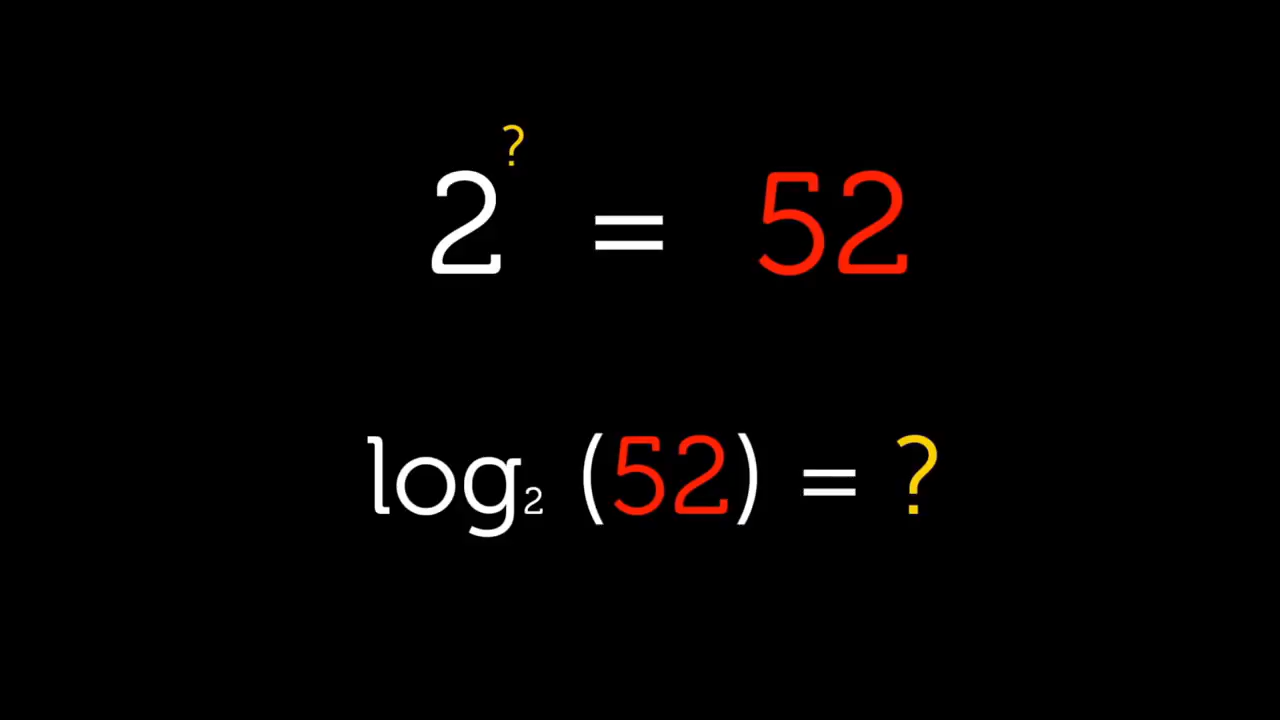 2^? = 52
log₂ (52) = ?